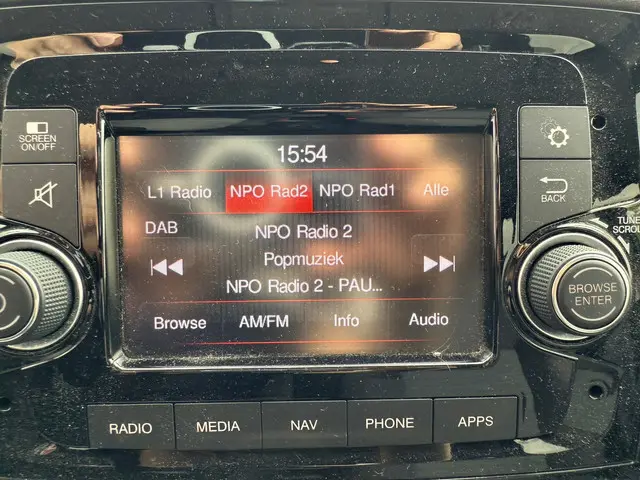 SCREEN
ON/OFF
15:54
L1 Radio NPO Rad2 NPO Rad1 Alle
BACK
DAB
NPO Radio 2
TUNE
SCROLL
Popmuziek
NPO Radio 2 - PAU...
BROWSE
ENTER
Browse AM/FM Info Audio
RADIO MEDIA NAV PHONE APPS